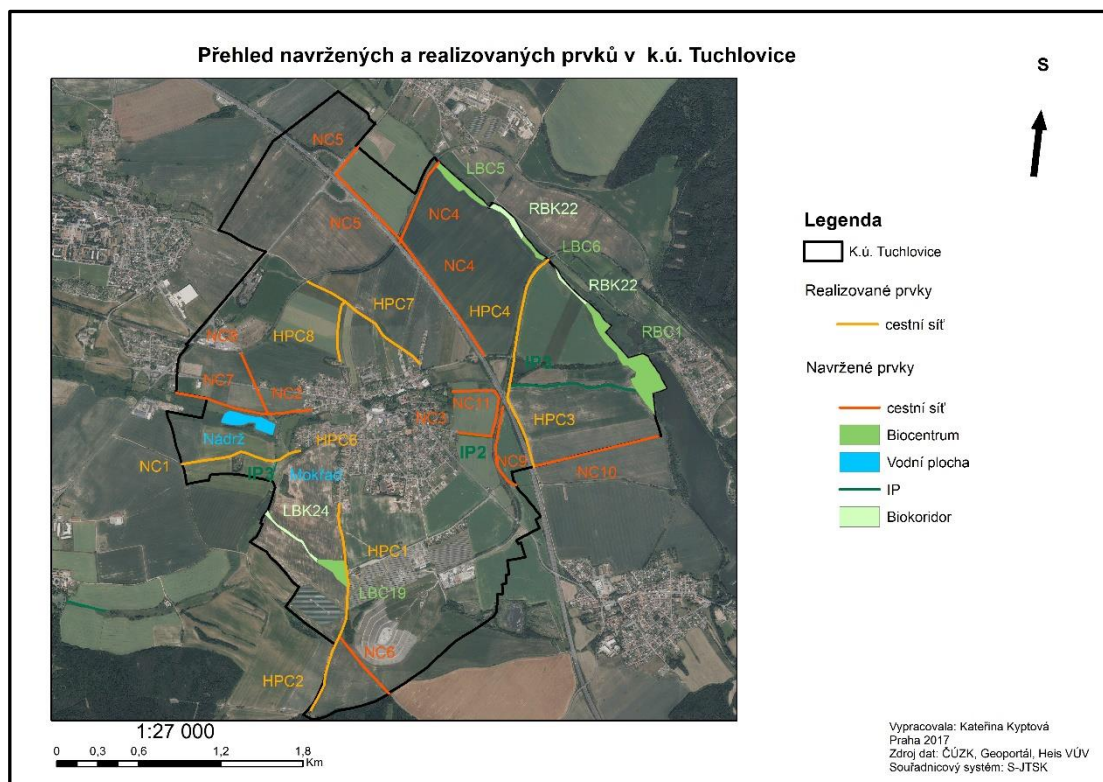 Přehled navržených a realizovaných prvků v k.ú. Tuchlovice
S
NC5
LBC5
RBK22
NC5
NC4
LBC6
NC4
RBK22
HPC7
HPC4
RBC1
HPC8
NC7
NC2
NC11
HPC3
NC3
Nádrž
HPC6
IP2
NC9
NC1
IP3
Mokřad
NC10
LBK24
HPC1
LBC19
NC6
HPC2
Legenda
K.ú. Tuchlovice
Realizované prvky
cestní síť
Navržené prvky
cestní síť
Biocentrum
Vodní plocha
IP
Biokoridor
1:27 000
0 0,3 0,6 1,2 1,8
Km
Vypracovala: Kateřina Kyptová
Praha 2017
Zdroj dat: ČÚZK, Geoportál, Heis VÚV
Souřadnicový systém: S-JTSK